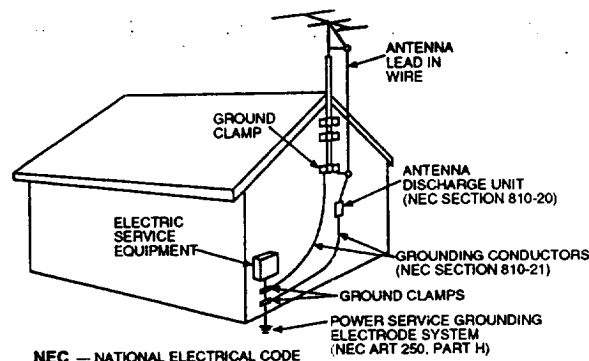 ANTENNA
LEAD IN
WIRE
GROUND
CLAMP
ANTENNA
DISCHARGE UNIT
(NEC SECTION 810-20)
ELECTRIC
SERVICE
EQUIPMENT
GROUNDING CONDUCTORS
(NEC SECTION 810-21)
GROUND CLAMPS
POWER SERVICE GROUNDING
ELECTRODE SYSTEM
(NEC ART 250, PART H)
NEC — NATIONAL ELECTRICAL CODE